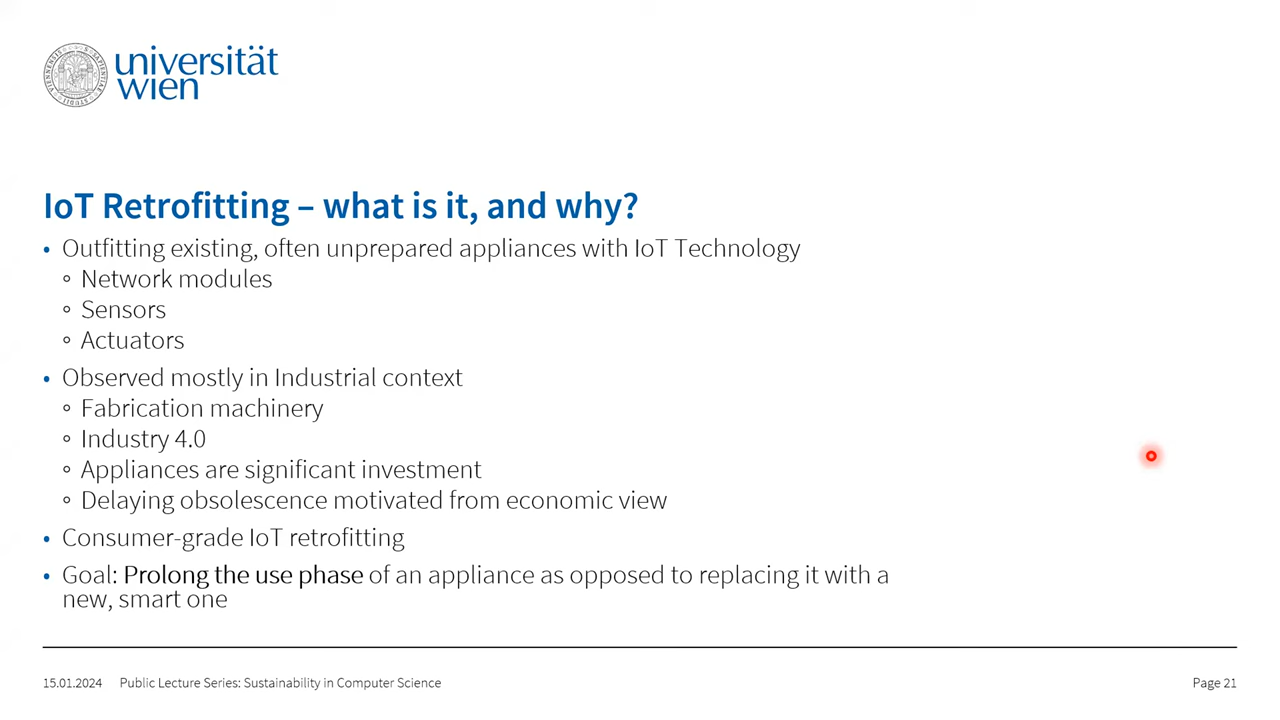 universität
wien
IoT Retrofitting – what is it, and why?
• Outfitting existing, often unprepared appliances with IoT Technology
◦ Network modules
◦ Sensors
◦ Actuators
• Observed mostly in Industrial context
◦ Fabrication machinery
◦ Industry 4.0
◦ Appliances are significant investment
◦ Delaying obsolescence motivated from economic view
• Consumer-grade IoT retrofitting
• Goal: Prolong the use phase of an appliance as opposed to replacing it with a
new, smart one
15.01.2024 Public Lecture Series: Sustainability in Computer Science Page 21